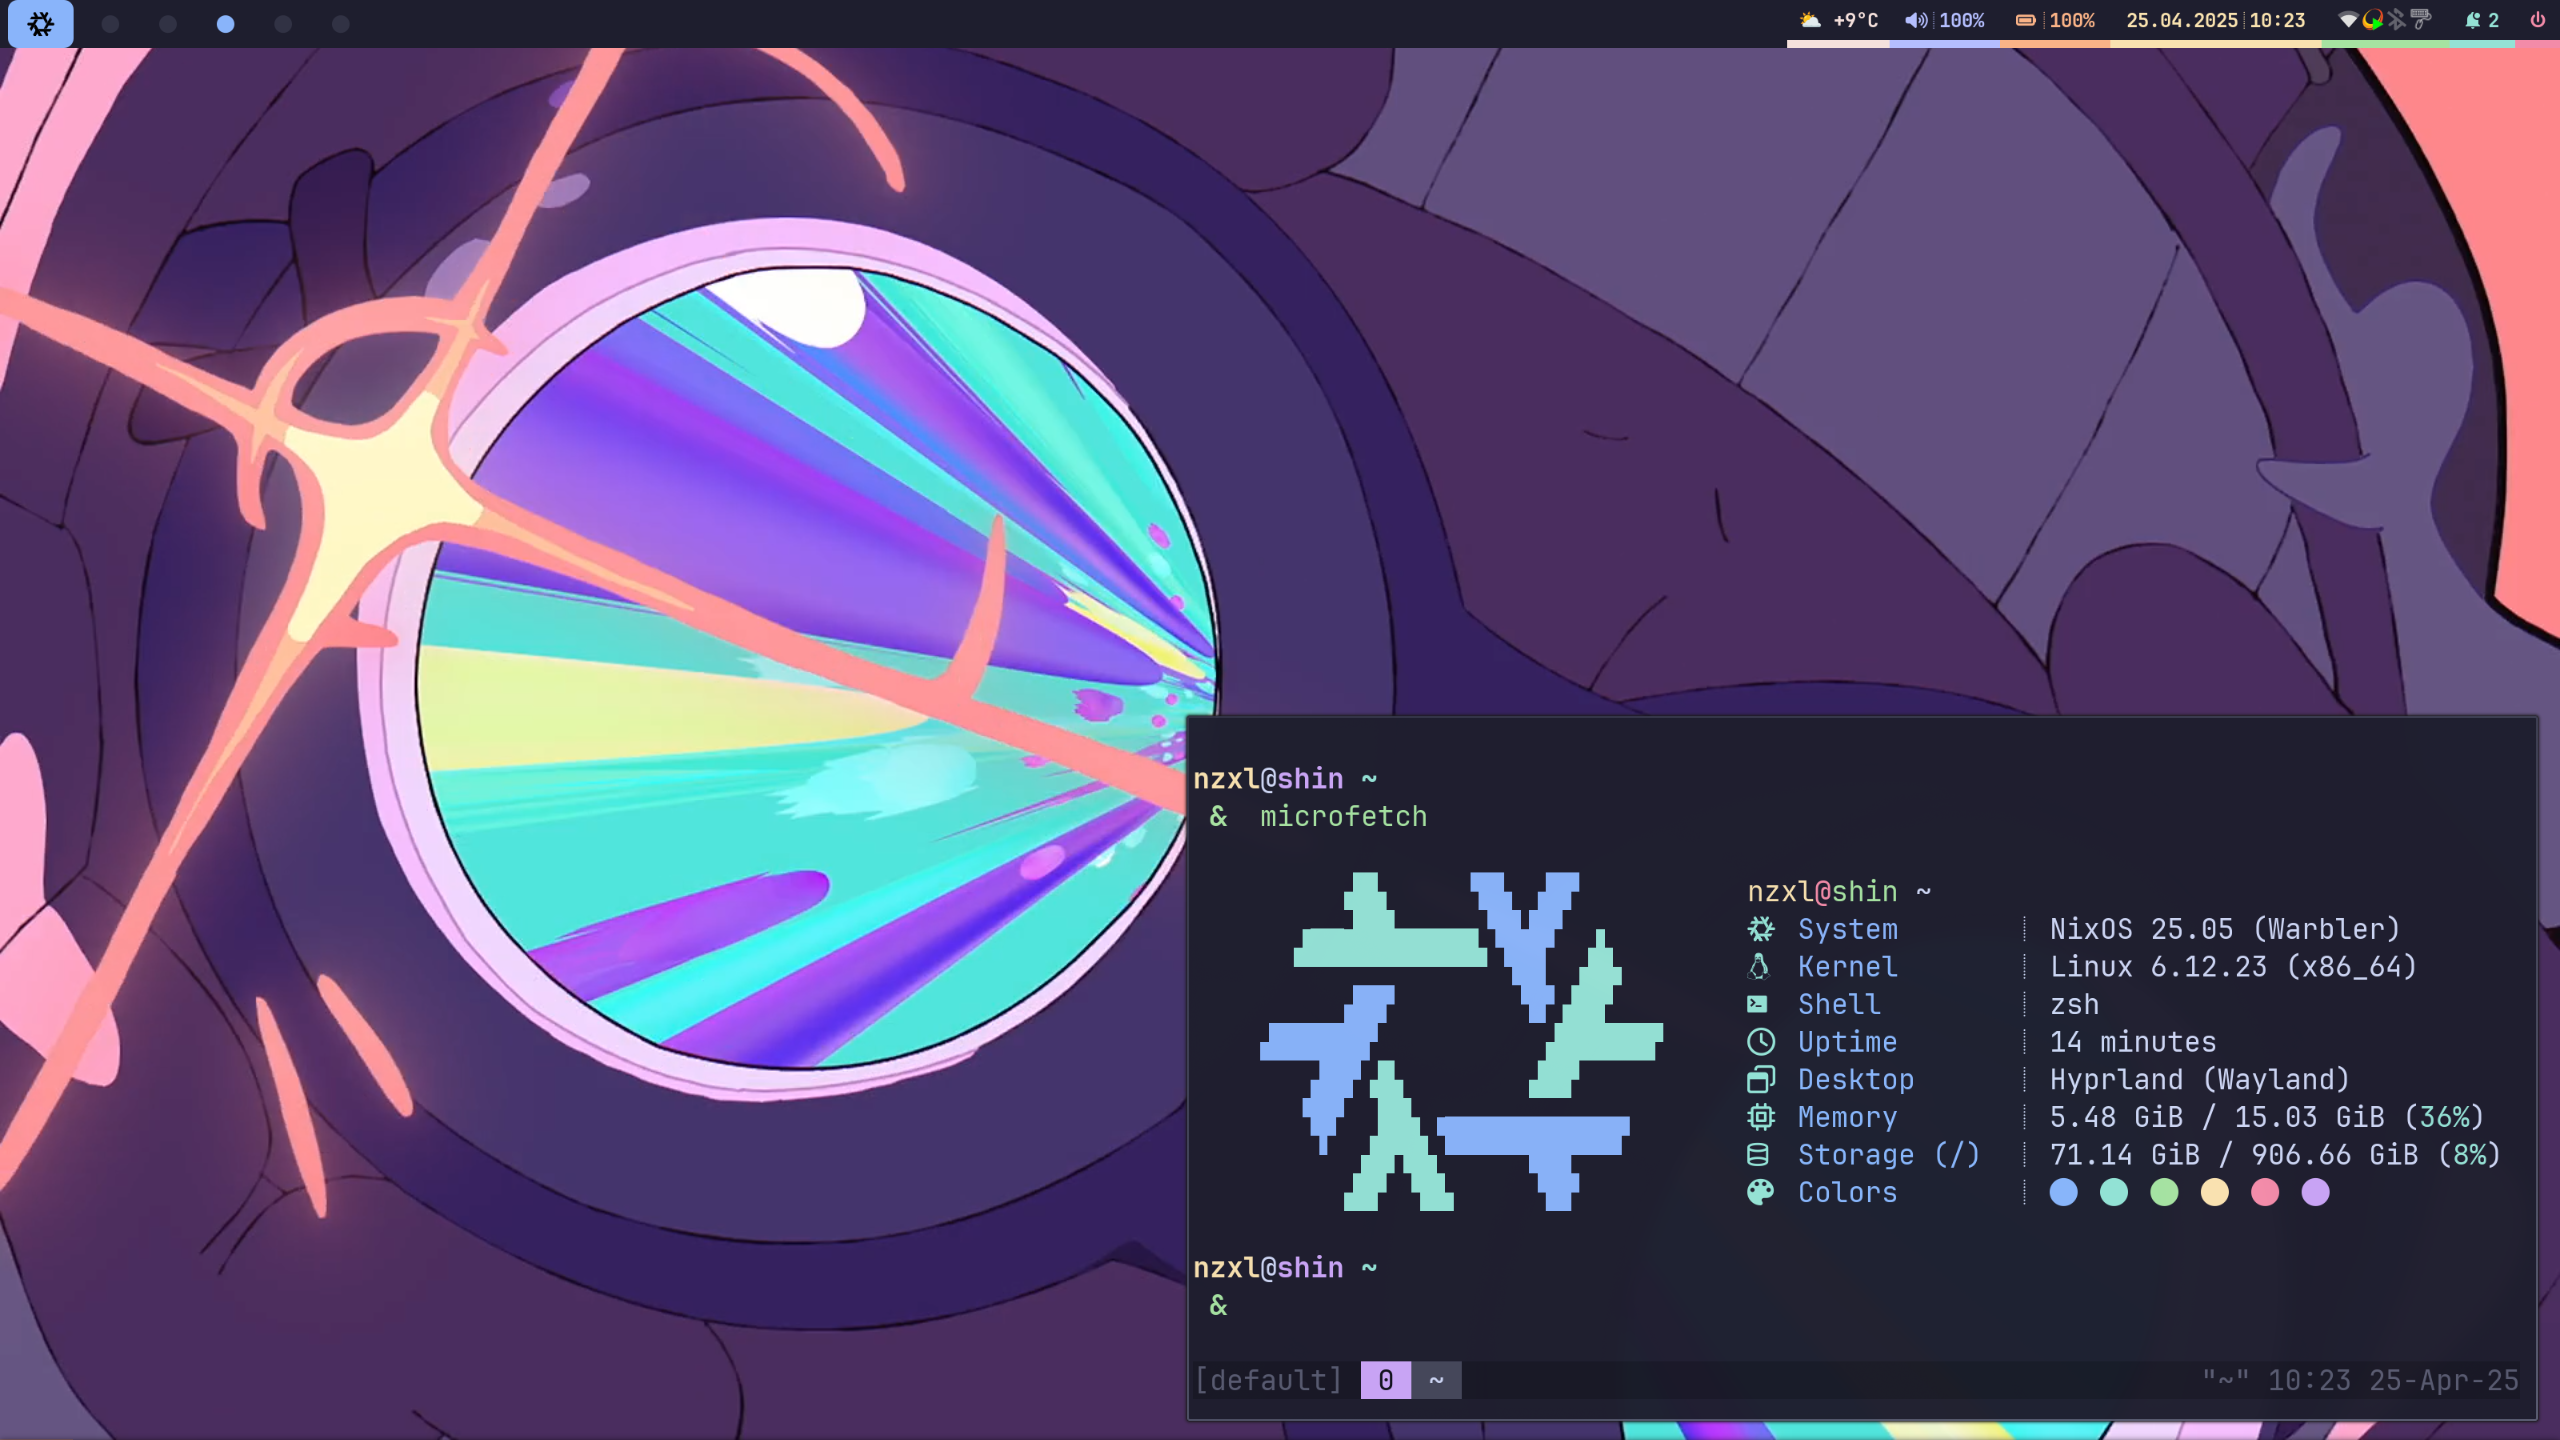 +9°C 100% 100% 25.04.2025 10:23 2
nzxl@shin ~
& microfetch
nzxl@shin ~
System NixOS 25.05 (Warbler)
Kernel Linux 6.12.23 (x86_64)
Shell zsh
Uptime 14 minutes
Desktop Hyprland (Wayland)
Memory 5.48 GiB / 15.03 GiB (36%)
Storage (/) 71.14 GiB / 906.66 GiB (8%)
Colors
nzxl@shin ~
&
[default] 0 ~ "~" 10:23 25-Apr-25